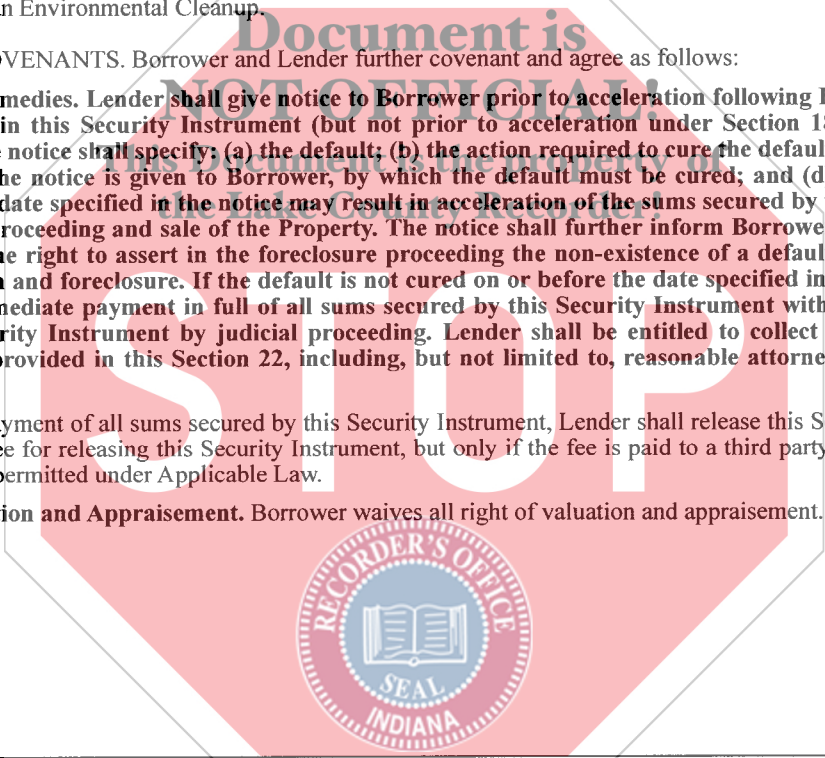 n Environmental Cleanup.
Document is
VENANTS. Borrower and Lender further covenant and agree as follows:
NOT OFFICIAL!
medies. Lender shall give notice to Borrower prior to acceleration following
in this Security Instrument (but not prior to acceleration under Section 18
notice shall specify: (a) the default; (b) the action required to cure the defaul
This Document is the property of
he notice is given to Borrower, by which the default must be cured; and (d
date specified in the notice may result in acceleration of the sums secured by
the Lake County Recorder!
roceeding and sale of the Property. The notice shall further inform Borrowe
e right to assert in the foreclosure proceeding the non-existence of a defaul
and foreclosure. If the default is not cured on or before the date specified in
mediate payment in full of all sums secured by this Security Instrument with
rity Instrument by judicial proceeding. Lender shall be entitled to collect
provided in this Section 22, including, but not limited to, reasonable attorne
STOP
yment of all sums secured by this Security Instrument, Lender shall release this S
e for releasing this Security Instrument, but only if the fee is paid to a third party
permitted under Applicable Law.
ion and Appraisement. Borrower waives all right of valuation and appraisement.
RECORDER'S OFFICE
SEAL
INDIANA